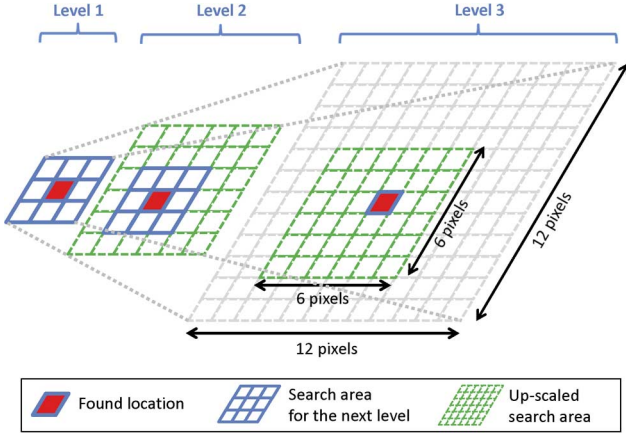 Level 1
Level 2
Level 3
6 pixels
12 pixels
6 pixels
12 pixels
Found location
Search area
for the next level
Up-scaled
search area